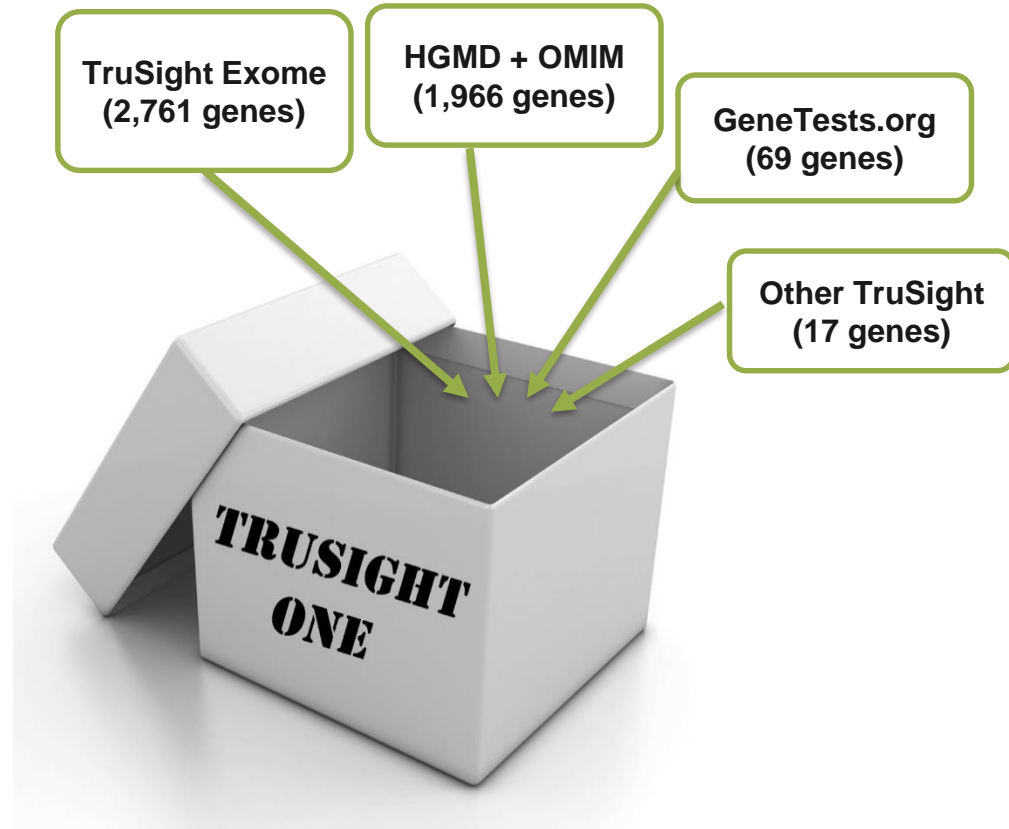 TruSight Exome
(2,761 genes)
HGMD + OMIM
(1,966 genes)
GeneTests.org
(69 genes)
Other TruSight
(17 genes)
TRUSIGHT
ONE